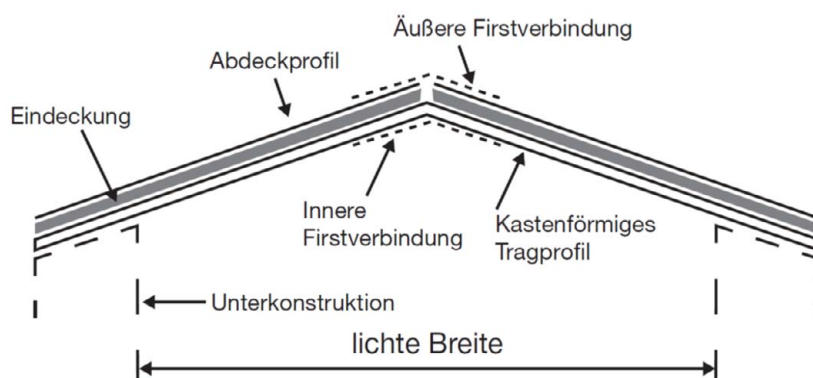 Äußere Firstverbindung
Abdeckprofil
Eindeckung
Innere
Firstverbindung
Kastenförmiges
Tragprofil
Unterkonstruktion
lichte Breite